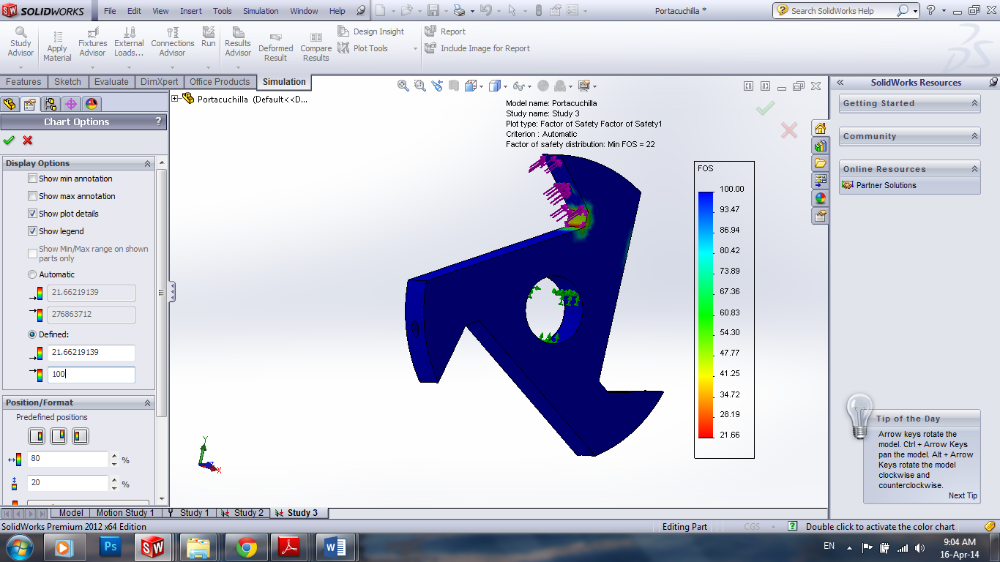 SOLIDWORKS
File Edit View Insert Tools Simulation Window Help
Portacuchilla *
Search SolidWorks Help
Study Advisor
Apply Material
Fixtures Advisor
External Loads...
Connections Advisor
Run
Results Advisor
Deformed Result
Compare Results
Design Insight
Plot Tools
Report
Include Image for Report
Features Sketch Evaluate DimXpert Office Products Simulation
Chart Options ?
Display Options
Show min annotation
Show max annotation
Show plot details
Show legend
Show Min/Max range on shown
parts only
Automatic
21.66219139
276863712
Defined:
21.66219139
100
Position/Format
Predefined positions
80 %
20 %
Portacuchilla (Default<<D...
Model name: Portacuchilla
Study name: Study 3
Plot type: Factor of Safety Factor of Safety1
Criterion : Automatic
Factor of safety distribution: Min FOS = 22
FOS
100.00
93.47
86.94
80.42
73.89
67.36
60.83
54.30
47.77
41.25
34.72
28.19
21.66
Y
Z
X
SolidWorks Resources
Getting Started
Community
Online Resources
Partner Solutions
Tip of the Day
Arrow keys rotate the
model. Ctrl + Arrow Keys
pan the model. Alt + Arrow
Keys rotate the model
clockwise and
counterclockwise.
Next Tip
Model Motion Study 1 Study 1 Study 2 Study 3
SolidWorks Premium 2012 x64 Edition
Editing Part
CGS
Double click to activate the color chart
Ps
SW
W
EN
9:04 AM
16-Apr-14